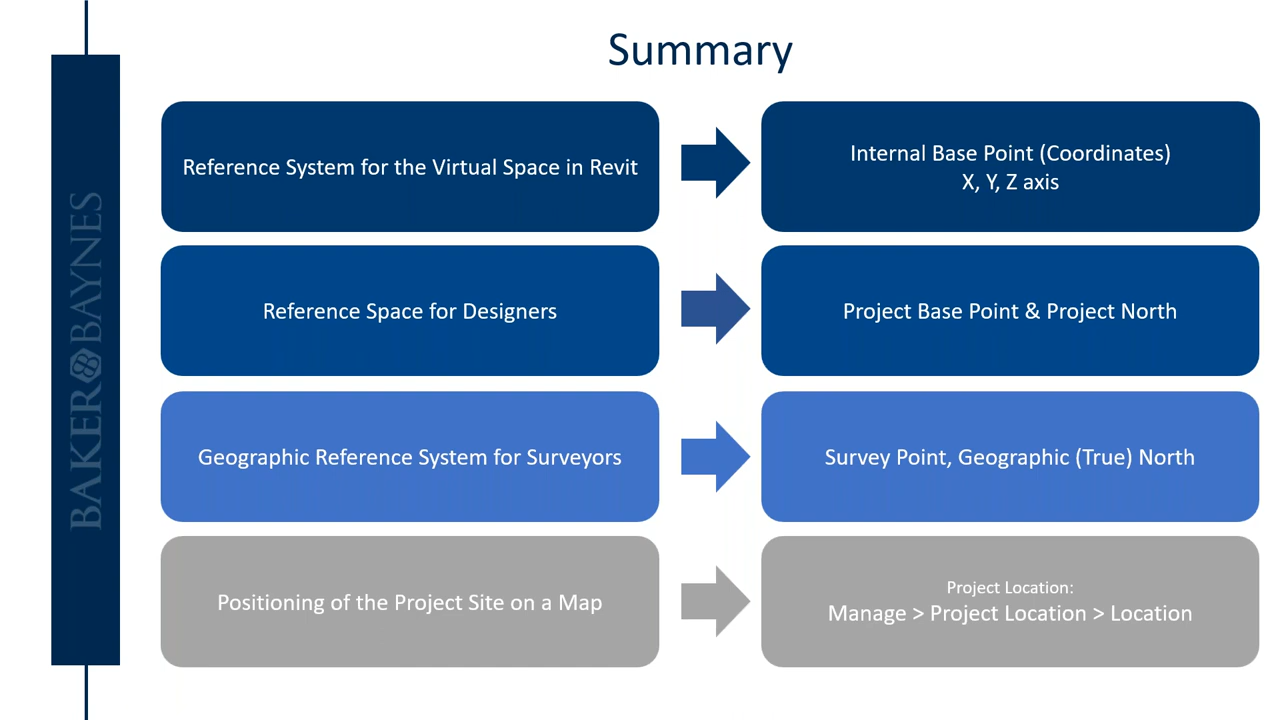 Summary
Reference System for the Virtual Space in Revit
Internal Base Point (Coordinates)
X, Y, Z axis
Reference Space for Designers
Project Base Point & Project North
Geographic Reference System for Surveyors
Survey Point, Geographic (True) North
Positioning of the Project Site on a Map
Project Location:
Manage > Project Location > Location
BAKER BAYNES